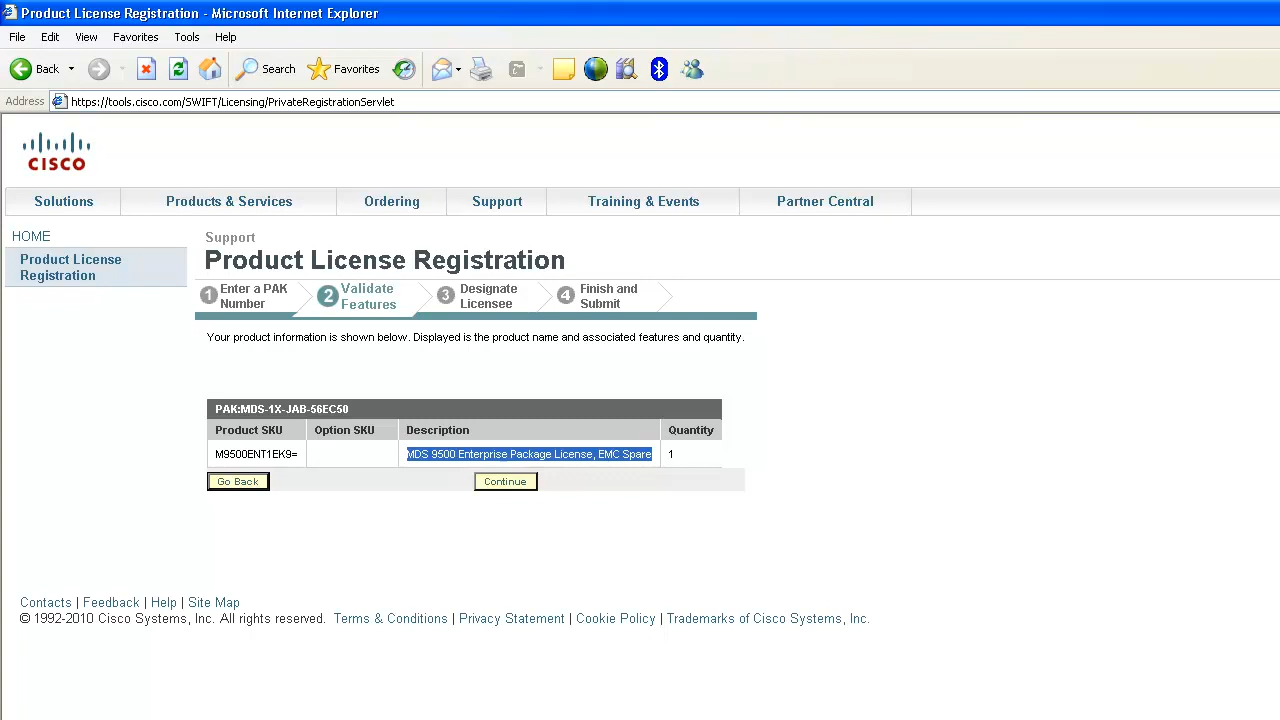 Product License Registration - Microsoft Internet Explorer
File Edit View Favorites Tools Help
Back Search Favorites
Address https://tools.cisco.com/SWIFT/Licensing/PrivateRegistrationServlet
CISCO
Solutions Products & Services Ordering Support Training & Events Partner Central
HOME
Product License
Registration
Support
Product License Registration
1 Enter a PAK
Number
2 Validate
Features
3 Designate
Licensee
4 Finish and
Submit
Your product information is shown below. Displayed is the product name and associated features and quantity.
PAK:MDS-1X-JAB-56EC50
Product SKU Option SKU Description Quantity
M9500ENT1EK9= MDS 9500 Enterprise Package License, EMC Spare 1
Go Back Continue
Contacts | Feedback | Help | Site Map
© 1992-2010 Cisco Systems, Inc. All rights reserved. Terms & Conditions | Privacy Statement | Cookie Policy | Trademarks of Cisco Systems, Inc.